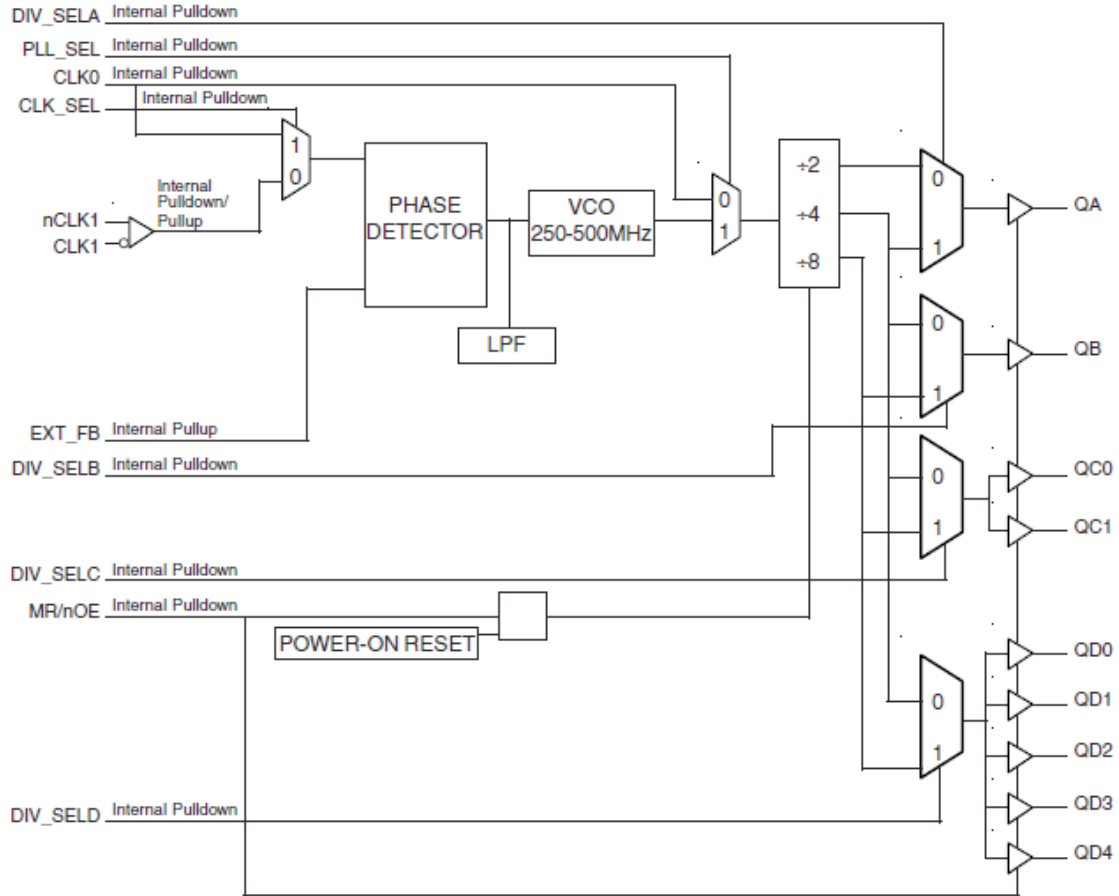 DIV_SELA Internal Pulldown
PLL_SEL Internal Pulldown
CLK0 Internal Pulldown
CLK_SEL Internal Pulldown
1
0
nCLK1
CLK1
Internal
Pulldown/
Pullup
PHASE
DETECTOR
VCO
250-500MHz
LPF
0
1
÷2
÷4
÷8
0
1
QA
0
1
QB
EXT_FB Internal Pullup
DIV_SELB Internal Pulldown
0
1
QC0
QC1
DIV_SELC Internal Pulldown
MR/nOE Internal Pulldown
POWER-ON RESET
0
1
QD0
QD1
QD2
QD3
QD4
DIV_SELD Internal Pulldown